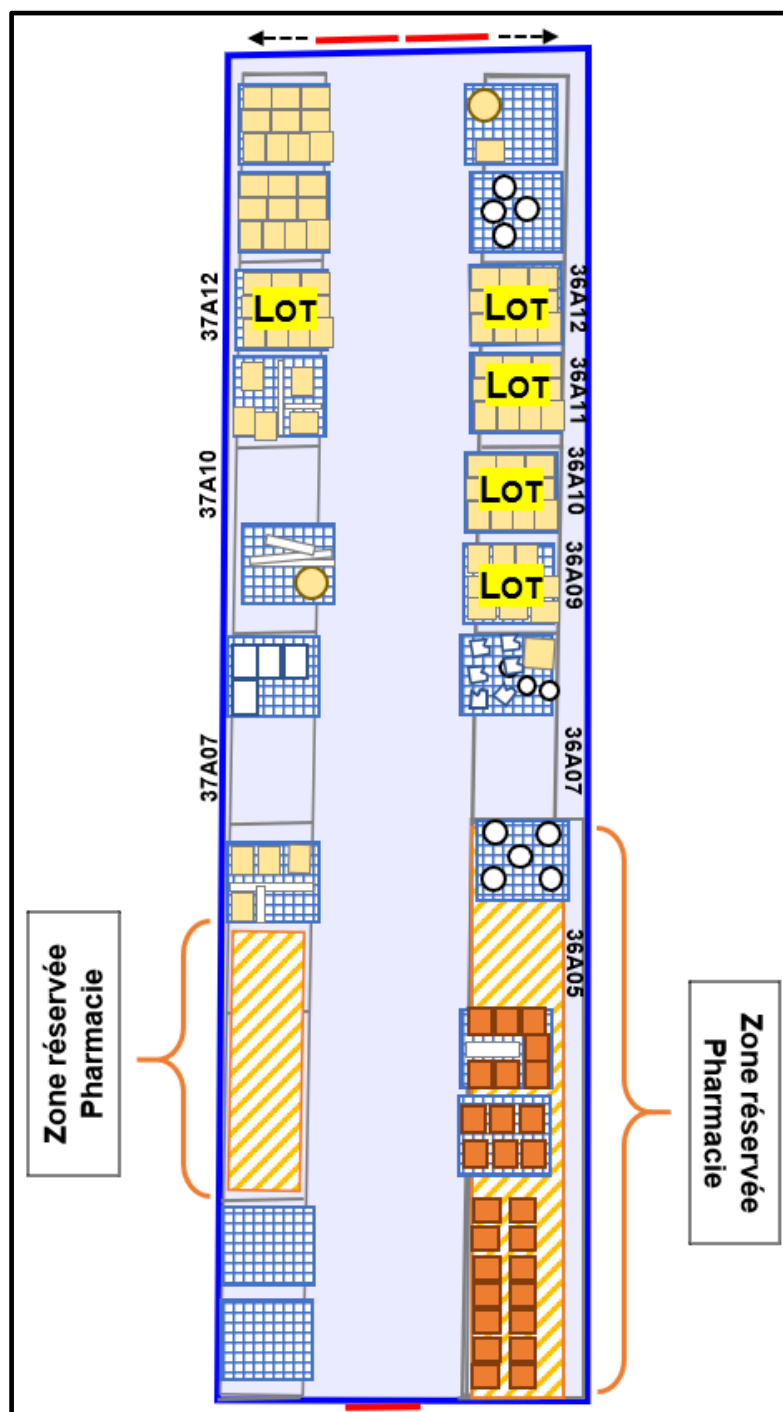 37A12
LOT
LOT
36A12
LOT
36A11
37A10
LOT
36A10
LOT
36A09
37A07
36A07
36A05
Zone réservée
Pharmacie
Zone réservée
Pharmacie